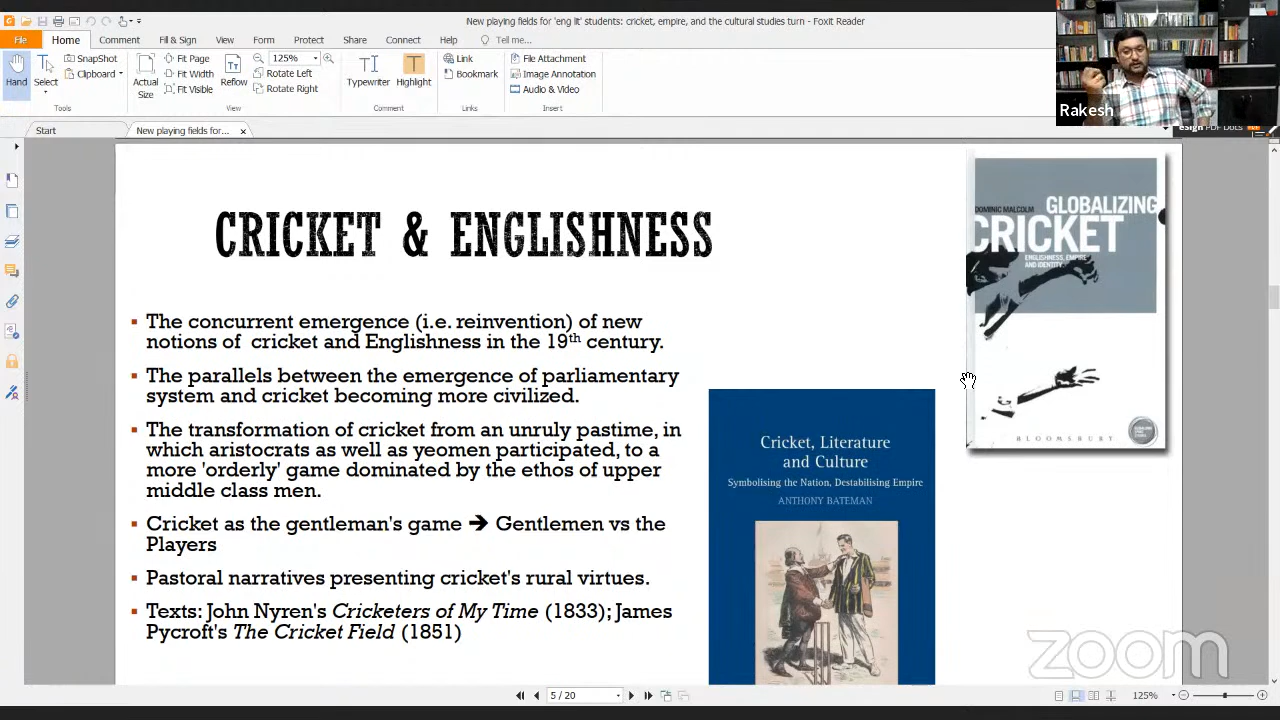 New playing fields for 'eng lit' students: cricket, empire, and the cultural studies turn - Foxit Reader
File
Home
Comment
Fill & Sign
View
Form
Protect
Share
Connect
Help
Tell me...
Hand
Select
SnapShot
Clipboard
Tools
Actual
Size
Fit Page
Fit Width
Fit Visible
Reflow
125%
Rotate Left
Rotate Right
View
Typewriter
Highlight
Comment
Link
Bookmark
Links
File Attachment
Image Annotation
Audio & Video
Insert
Rakesh
eSign PDF Docs
Start
New playing fields for...
CRICKET & ENGLISHNESS
▪ The concurrent emergence (i.e. reinvention) of new
notions of cricket and Englishness in the 19th century.
▪ The parallels between the emergence of parliamentary
system and cricket becoming more civilized.
▪ The transformation of cricket from an unruly pastime, in
which aristocrats as well as yeomen participated, to a
more 'orderly' game dominated by the ethos of upper
middle class men.
▪ Cricket as the gentleman's game → Gentlemen vs the
Players
▪ Pastoral narratives presenting cricket's rural virtues.
▪ Texts: John Nyren's Cricketers of My Time (1833); James
Pycroft's The Cricket Field (1851)
DOMINIC MALCOLM
GLOBALIZING
CRICKET
ENGLISHNESS, EMPIRE
AND IDENTITY
BLOOMSBURY
Cricket, Literature
and Culture
Symbolising the Nation, Destabilising Empire
ANTHONY BATEMAN
zoom
5 / 20
125%